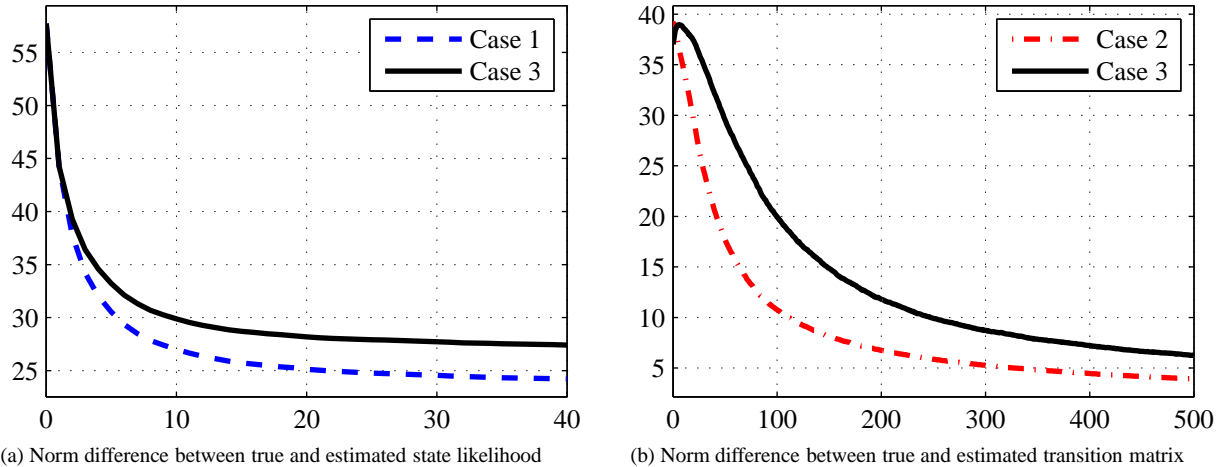 55
50
45
40
35
30
25
0 10 20 30 40
Case 1
Case 3
(a) Norm difference between true and estimated state likelihood
40
35
30
25
20
15
10
5
0 100 200 300 400 500
Case 2
Case 3
(b) Norm difference between true and estimated transition matrix